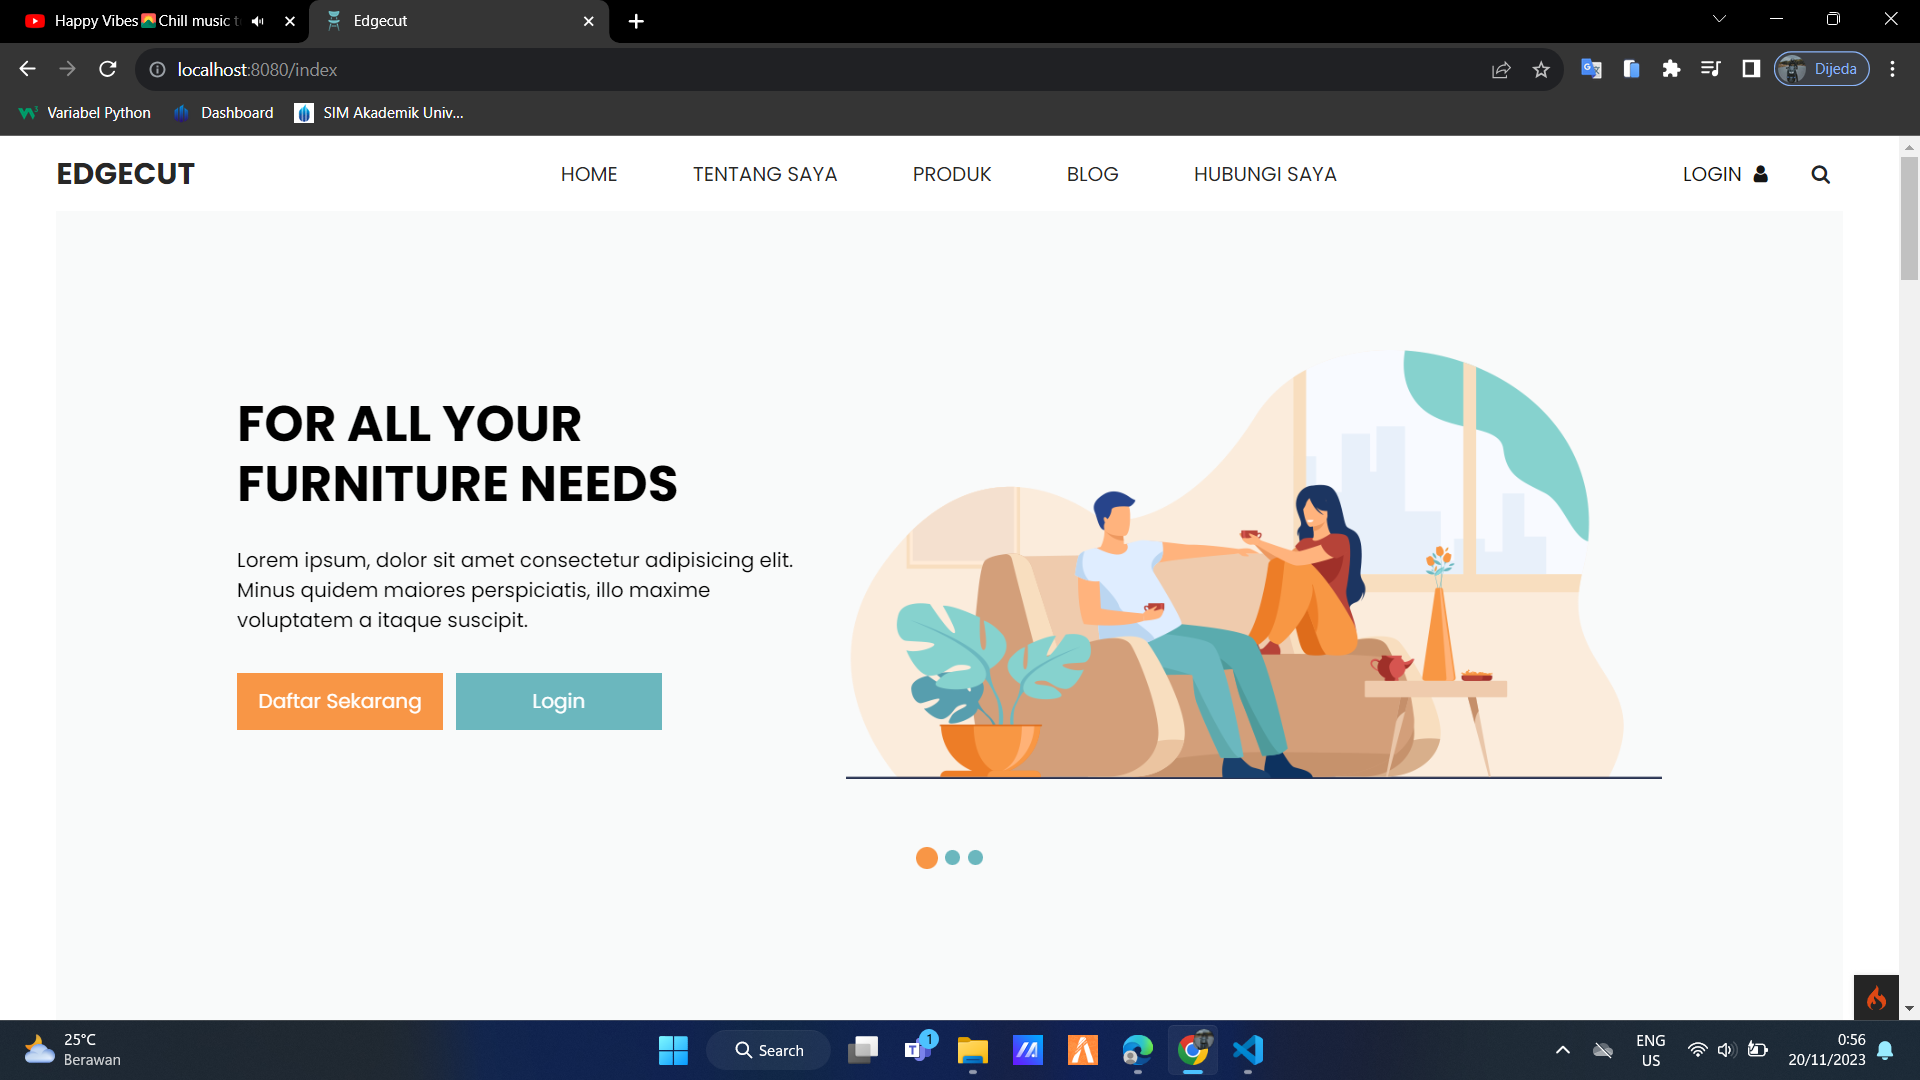 Happy Vibes Chill music t
Edgecut
localhost:8080/index
Dijeda
Variabel Python
Dashboard
SIM Akademik Univ...
EDGECUT
HOME
TENTANG SAYA
PRODUK
BLOG
HUBUNGI SAYA
LOGIN
FOR ALL YOUR
FURNITURE NEEDS
Lorem ipsum, dolor sit amet consectetur adipisicing elit.
Minus quidem maiores perspiciatis, illo maxime
voluptatem a itaque suscipit.
Daftar Sekarang
Login
25°C
Berawan
Search
1
ENG
US
0:56
20/11/2023